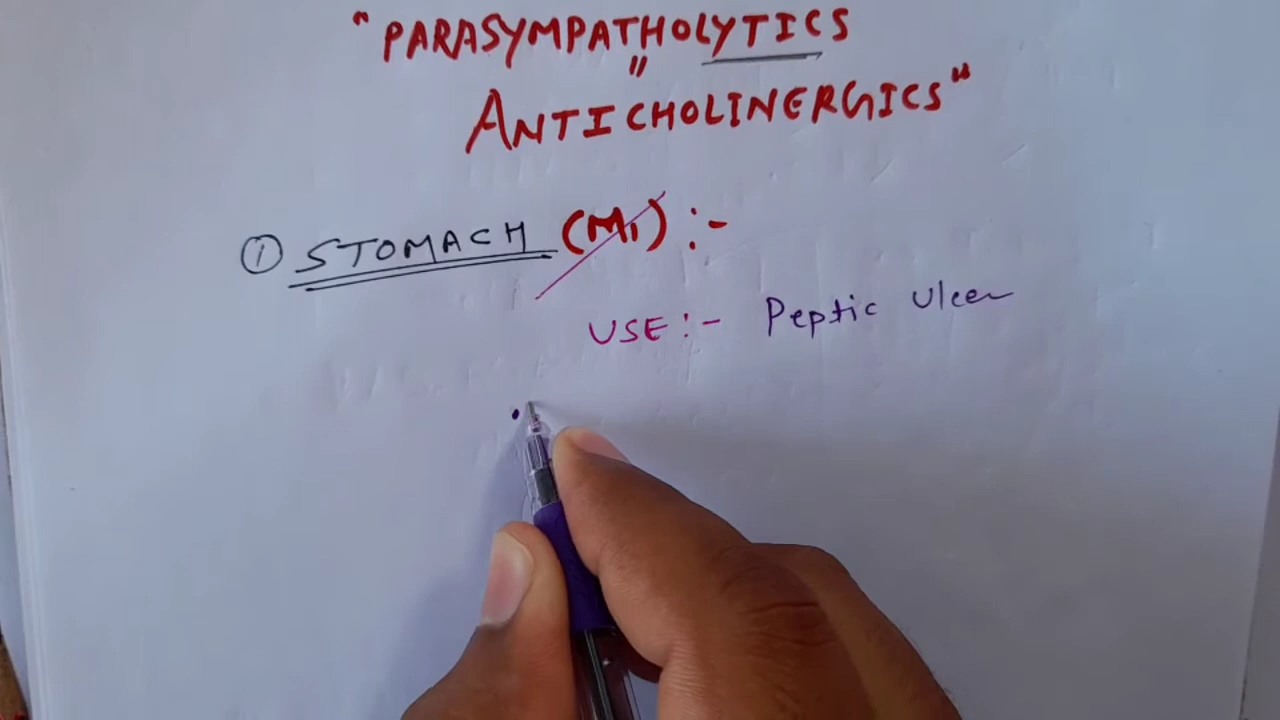 "PARASYMPATHOLYTICS
"
ANTICHOLINERGICS"
① STOMACH (M1) :-
USE :- Peptic Ulcer